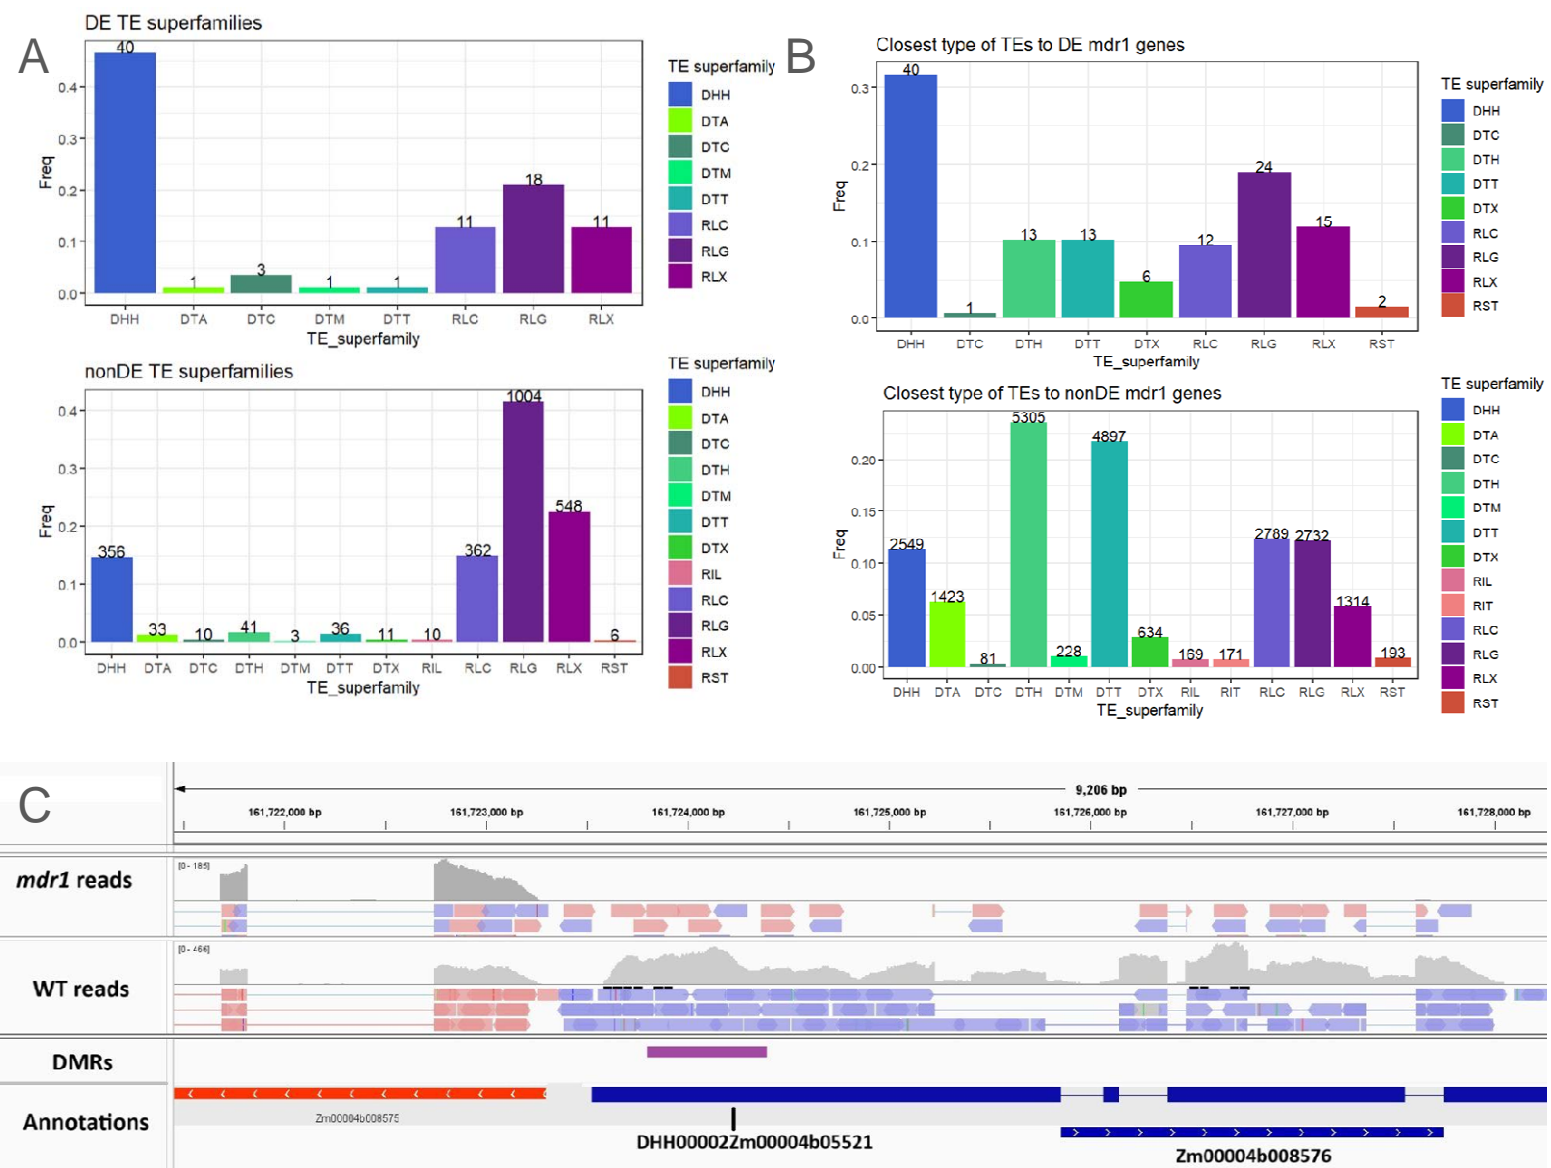 A
DE TE superfamilies
40
1
3
1
1
11
18
11
0.4
0.3
0.2
0.1
0.0
Freq
DHH DTA DTC DTM DTT RLC RLG RLX
TE_superfamily
TE superfamily
DHH
DTA
DTC
DTM
DTT
RLC
RLG
RLX
nonDE TE superfamilies
356
33
10
41
3
36
11
10
362
1004
548
6
0.4
0.3
0.2
0.1
0.0
Freq
DHH DTA DTC DTH DTM DTT DTX RIL RLC RLG RLX RST
TE_superfamily
TE superfamily
DHH
DTA
DTC
DTH
DTM
DTT
DTX
RIL
RLC
RLG
RLX
RST
B
Closest type of TEs to DE mdr1 genes
40
1
13
13
6
12
24
15
2
0.3
0.2
0.1
0.0
Freq
DHH DTC DTH DTT DTX RLC RLG RLX RST
TE_superfamily
TE superfamily
DHH
DTC
DTH
DTT
DTX
RLC
RLG
RLX
RST
Closest type of TEs to nonDE mdr1 genes
2549
1423
81
5305
228
4897
634
169
171
2789
2732
1314
193
0.20
0.15
0.10
0.05
0.00
Freq
DHH DTA DTC DTH DTM DTT DTX RIL RIT RLC RLG RLX RST
TE_superfamily
TE superfamily
DHH
DTA
DTC
DTH
DTM
DTT
DTX
RIL
RIT
RLC
RLG
RLX
RST
C
9,206 bp
161,722,000 bp 161,723,000 bp 161,724,000 bp 161,725,000 bp 161,726,000 bp 161,727,000 bp 161,728,000 bp
mdr1 reads
[0 - 185]
WT reads
[0 - 466]
DMRs
Annotations
Zm00004b008575
DHH00002Zm00004b05521
Zm00004b008576